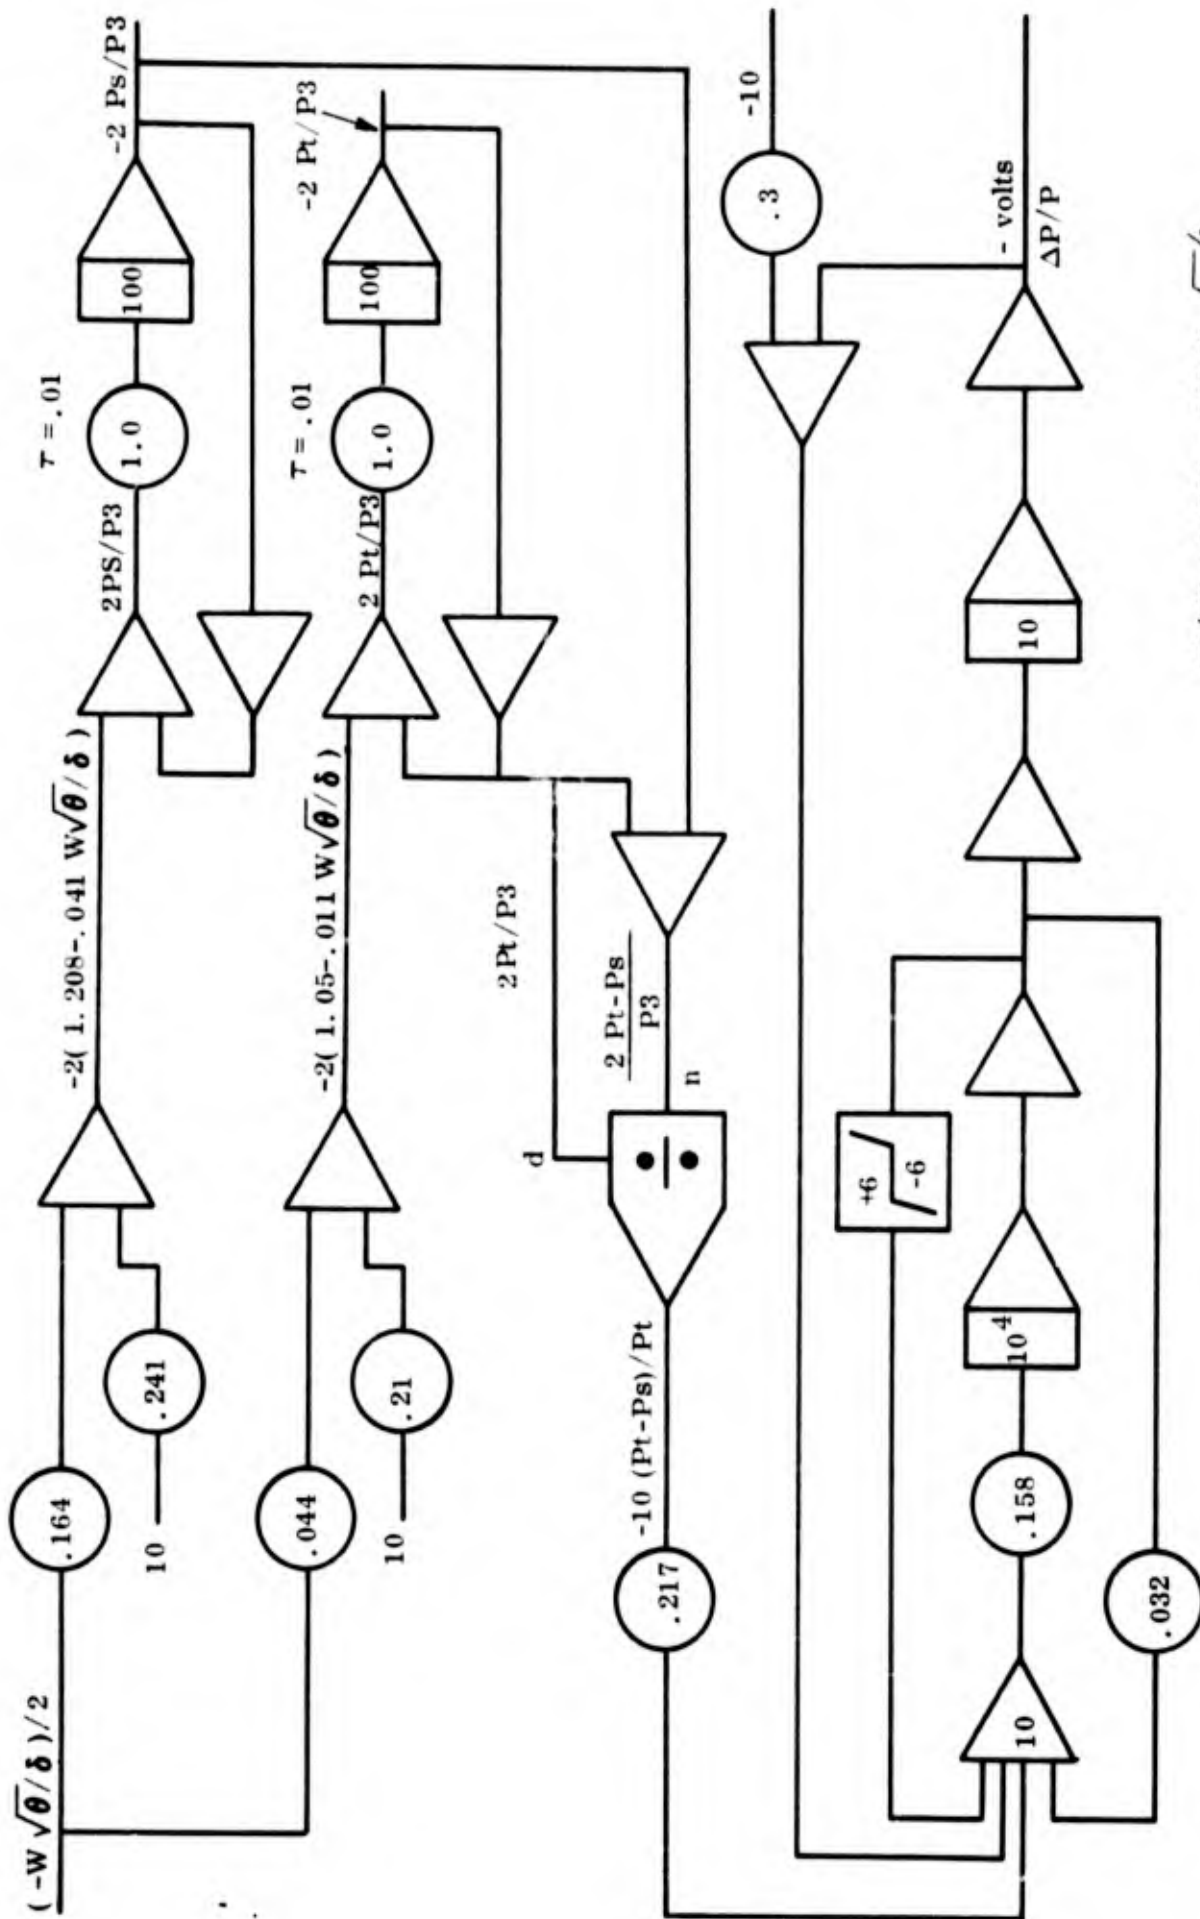 (-W√θ/δ)/2
.164
.241
10
-2( 1. 208-. 041 W√θ/δ )
2PS/P3
τ = .01
1.0
100
-2 Ps/P3
.044
.21
10
-2( 1. 05-. 011 W√θ/δ )
2 Pt/P3
τ = .01
1.0
100
-2 Pt/P3
2 Pt/P3
2 Pt-Ps
P3
n
d
÷
-10 (Pt-Ps)/Pt
.217
.3
-10
+6
-6
10
.158
10⁴
.032
10
- volts
ΔP/P